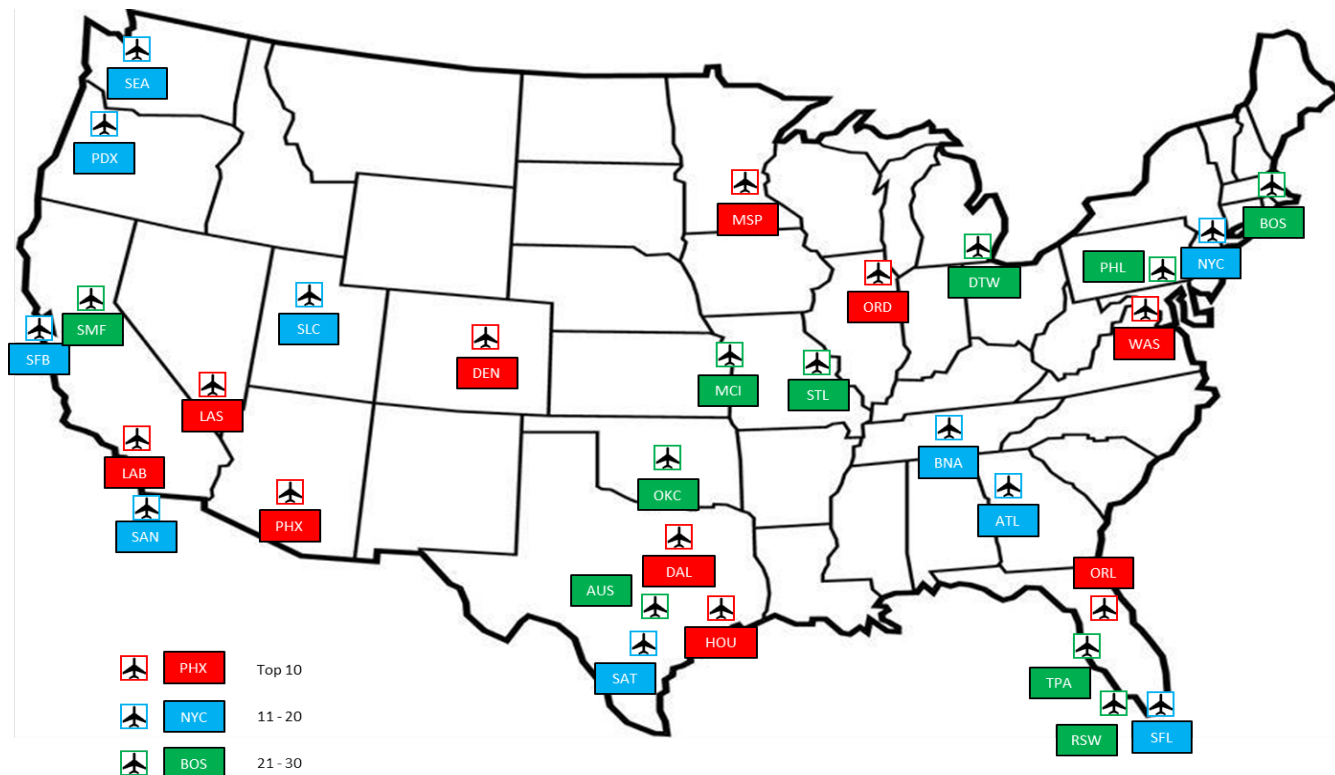 SEA
PDX
MSP
BOS
NYC
PHL
DTW
ORD
SLC
SMF
SFB
WAS
DEN
MCI
STL
LAS
LAB
BNA
OKC
PHX
ATL
SAN
DAL
ORL
AUS
HOU
SAT
TPA
RSW
SFL
PHX Top 10
NYC 11 - 20
BOS 21 - 30